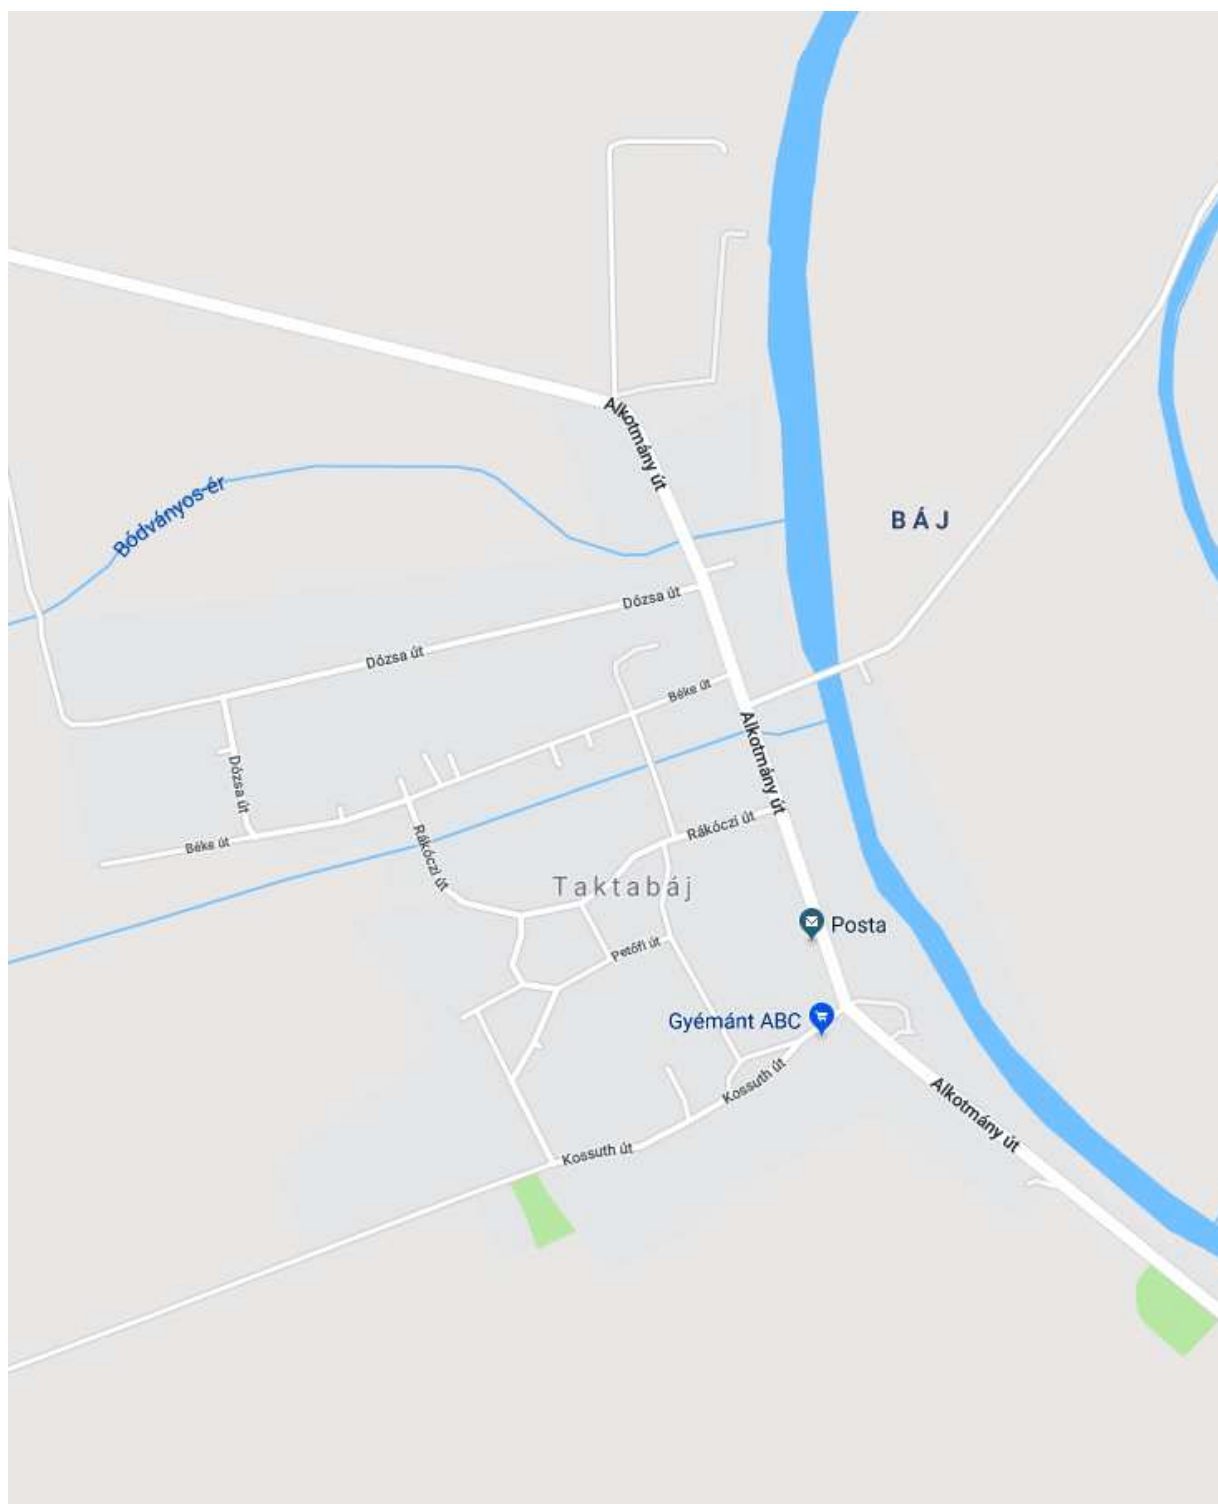 Alkotmány út
Bódványos-ér
BÁJ
Dózsa út
Dózsa út
Béke út
Alkotmány út
Dózsa út
Rákóczi út
Béke út
Rákóczi út
Taktabáj
Posta
Petőfi út
Gyémánt ABC
Kossuth út
Alkotmány út
Kossuth út